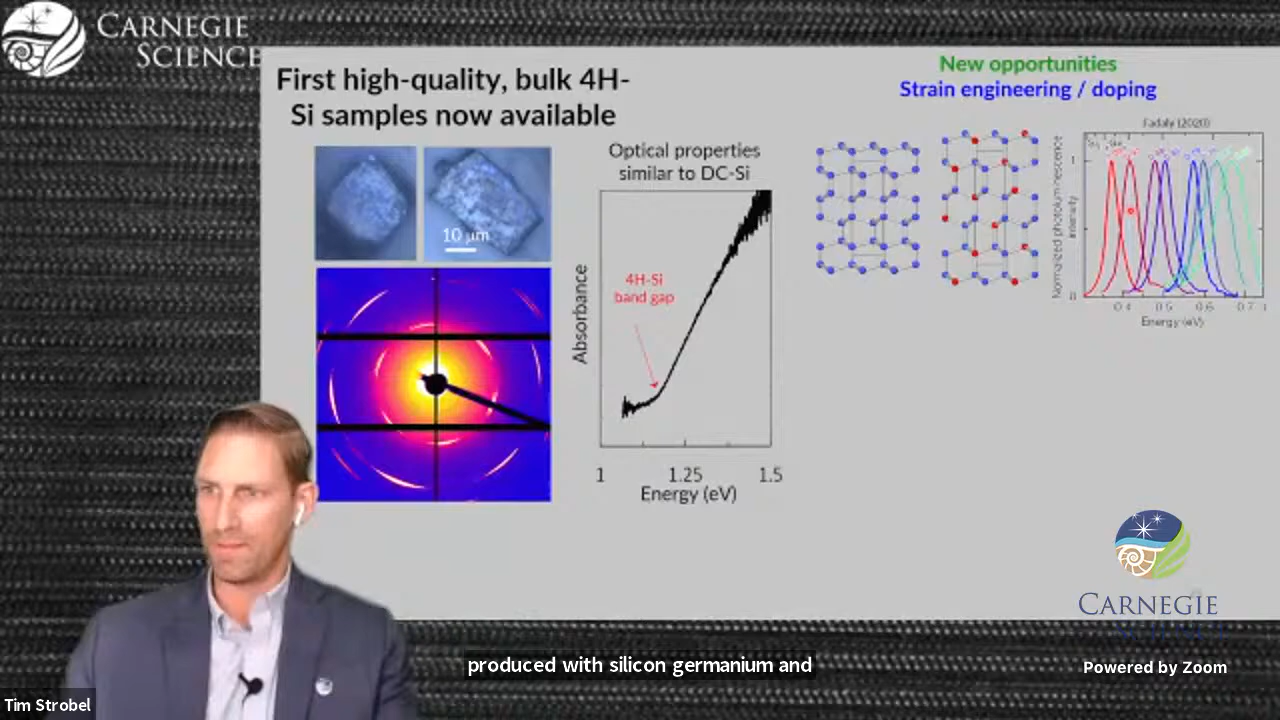 CARNEGIE
SCIENCE
First high-quality, bulk 4H-
Si samples now available
10 μm
Optical properties
similar to DC-Si
Absorbance
4H-Si
band gap
1 1.25 1.5
Energy (eV)
New opportunities
Strain engineering / doping
Fadaly (2020)
Normalized photoluminescence
intensity
1
0
0.4 0.5 0.6 0.7
Energy (eV)
CARNEGIE
SCIENCE
Powered by Zoom
produced with silicon germanium and
Tim Strobel